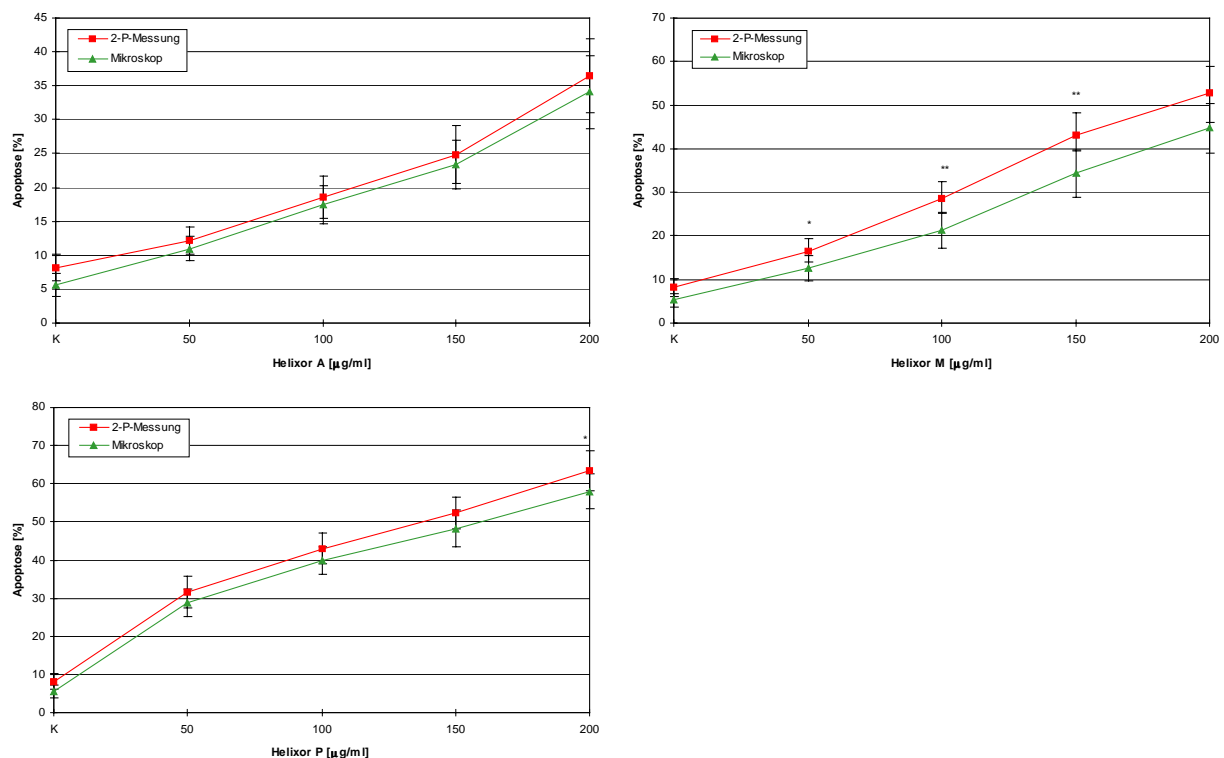 45
40
35
30
25
20
15
10
5
0
Apoptose [%]
2-P-Messung
Mikroskop
K 50 100 150 200
Helixor A [µg/ml]
70
60
50
40
30
20
10
0
Apoptose [%]
2-P-Messung
Mikroskop
*
**
**
K 50 100 150 200
Helixor M [µg/ml]
80
70
60
50
40
30
20
10
0
Apoptose [%]
2-P-Messung
Mikroskop
*
K 50 100 150 200
Helixor P [µg/ml]